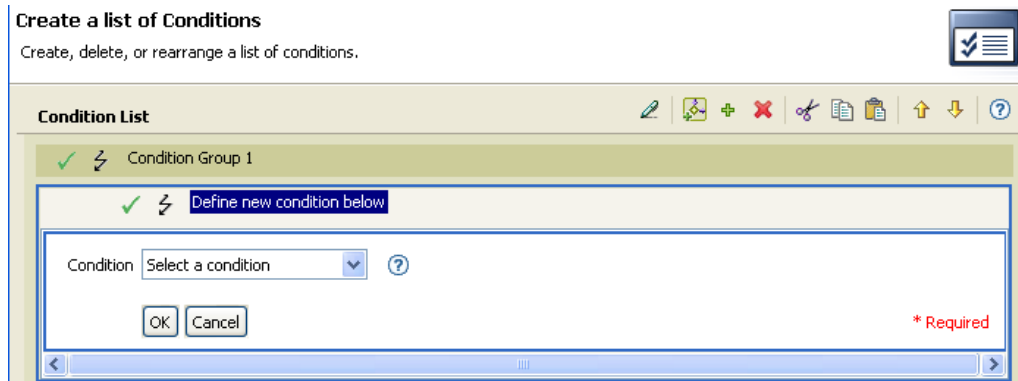 Create a list of Conditions
Create, delete, or rearrange a list of conditions.
Condition List
Condition Group 1
Define new condition below
Condition Select a condition
OK Cancel
* Required